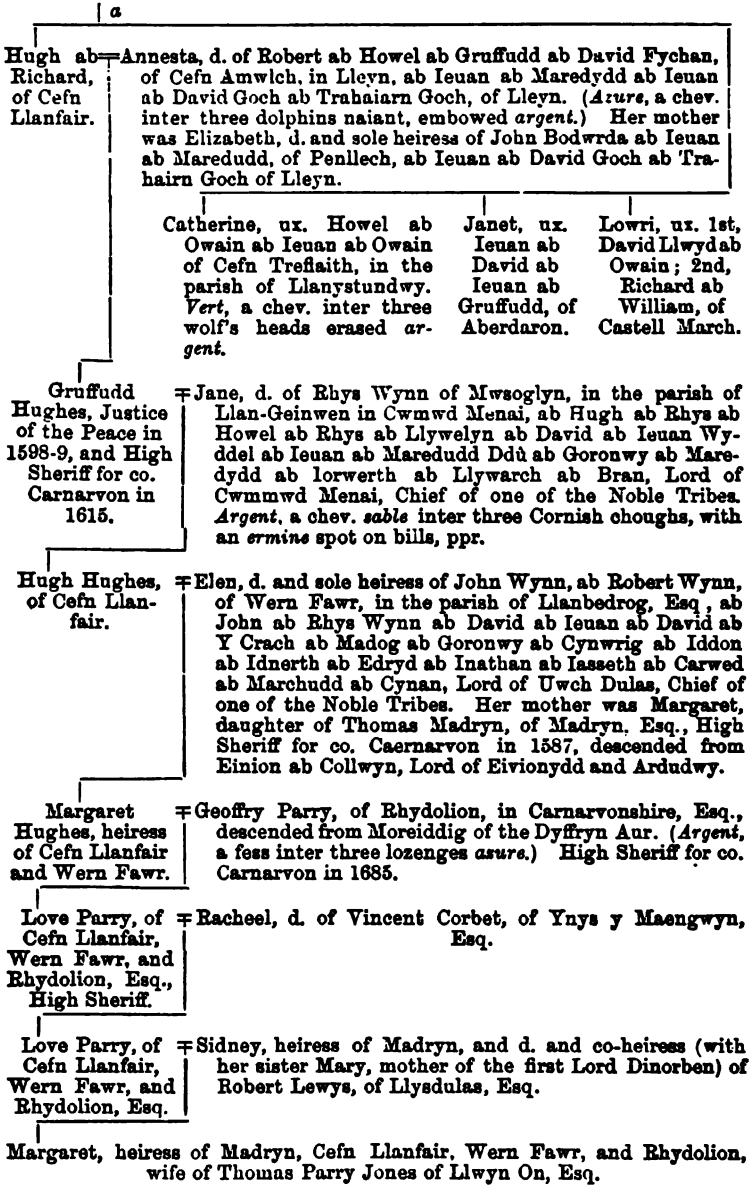 a
Hugh ab
Richard,
of Cefn
Llanfair.
Annesta, d. of Robert ab Howel ab Gruffudd ab David Fychan,
of Cefn Amwlch, in Lleyn, ab Ieuan ab Maredydd ab Ieuan
ab David Goch ab Trahaiarn Goch, of Lleyn. (Azure, a chev.
inter three dolphins naiant, embowed argent.) Her mother
was Elizabeth, d. and sole heiress of John Bodwrda ab Ieuan
ab Maredudd, of Penllech, ab Ieuan ab David Goch ab Tra-
hairn Goch of Lleyn.
Catherine, ux. Howel ab
Owain ab Ieuan ab Owain
of Cefn Treflaith, in the
parish of Llanystundwy.
Vert, a chev. inter three
wolf's heads erased ar-
gent.
Janet, ux.
Ieuan ab
David ab
Ieuan ab
Gruffudd, of
Aberdaron.
Lowri, ux. 1st,
David Llwyd ab
Owain; 2nd,
Richard ab
William, of
Castell March.
Gruffudd
Hughes, Justice
of the Peace in
1598-9, and High
Sheriff for co.
Carnarvon in
1615.
Jane, d. of Rhys Wynn of Mwsoglyn, in the parish of
Llan-Geinwen in Cwmwd Menai, ab Hugh ab Rhys ab
Howel ab Rhys ab Llywelyn ab David ab Ieuan Wy-
ddel ab Ieuan ab Maredudd Ddû ab Goronwy ab Mare-
dydd ab Iorwerth ab Llywarch ab Bran, Lord of
Cwmmwd Menai, Chief of one of the Noble Tribes.
Argent, a chev. sable inter three Cornish choughs, with
an ermine spot on bills, ppr.
Hugh Hughes,
of Cefn Llan-
fair.
Elen, d. and sole heiress of John Wynn, ab Robert Wynn,
of Wern Fawr, in the parish of Llanbedrog, Esq., ab
John ab Rhys Wynn ab David ab Ieuan ab David ab
Y Crach ab Madog ab Goronwy ab Cynwrig ab Iddon
ab Idnerth ab Edryd ab Inathan ab Iasseth ab Carwed
ab Marchudd ab Cynan, Lord of Uwch Dulas, Chief of
one of the Noble Tribes. Her mother was Margaret,
daughter of Thomas Madryn, of Madryn, Esq., High
Sheriff for co. Caernarvon in 1587, descended from
Einion ab Collwyn, Lord of Eivionydd and Ardudwy.
Margaret
Hughes, heiress
of Cefn Llanfair
and Wern Fawr.
Geoffry Parry, of Rhydolion, in Carnarvonshire, Esq.,
descended from Moreiddig of the Dyffryn Aur. (Argent,
a fess inter three lozenges azure.) High Sheriff for co.
Carnarvon in 1685.
Love Parry, of
Cefn Llanfair,
Wern Fawr, and
Rhydolion, Esq.,
High Sheriff.
Racheel, d. of Vincent Corbet, of Ynys y Maengwyn,
Esq.
Love Parry, of
Cefn Llanfair,
Wern Fawr, and
Rhydolion, Esq.
Sidney, heiress of Madryn, and d. and co-heiress (with
her sister Mary, mother of the first Lord Dinorben) of
Robert Lewys, of Llysdulas, Esq.
Margaret, heiress of Madryn, Cefn Llanfair, Wern Fawr, and Rhydolion,
wife of Thomas Parry Jones of Llwyn On, Esq.